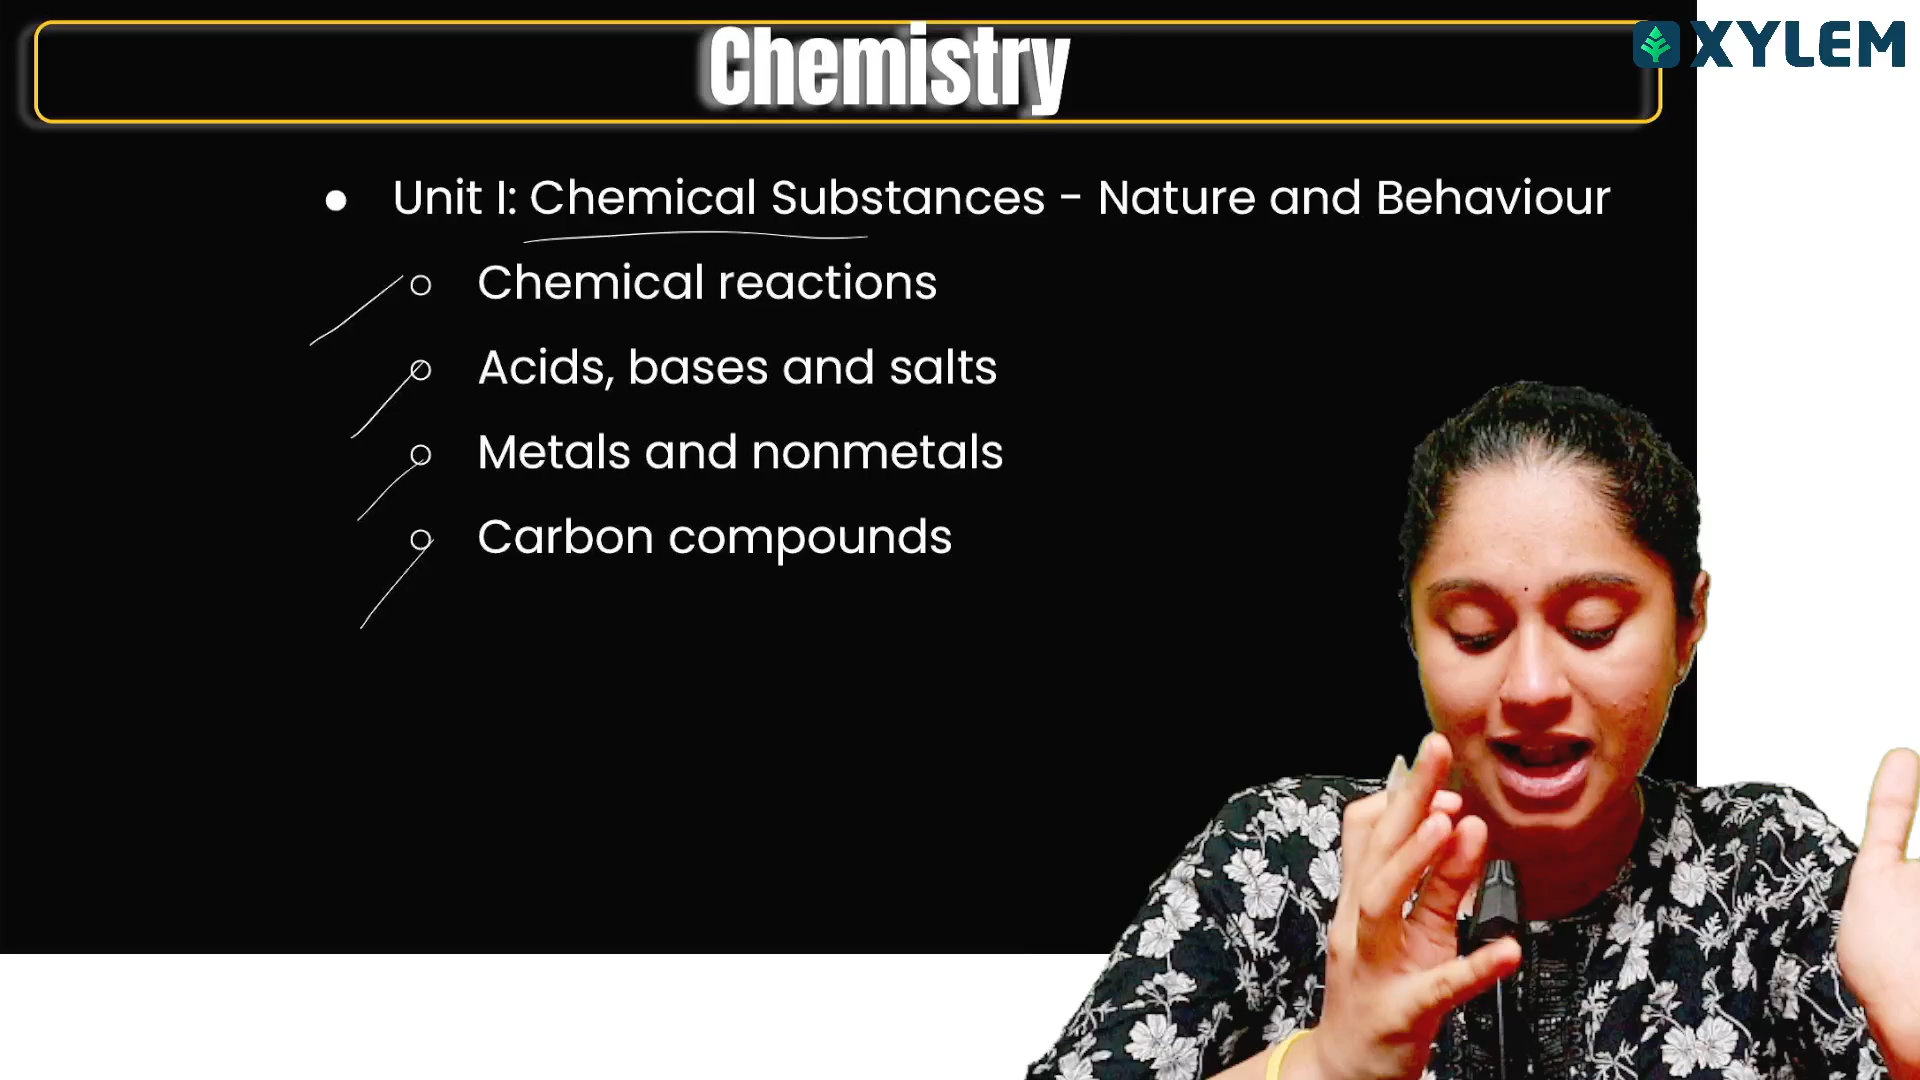 Chemistry
XYLEM
● Unit I: Chemical Substances - Nature and Behaviour
○ Chemical reactions
○ Acids, bases and salts
○ Metals and nonmetals
○ Carbon compounds